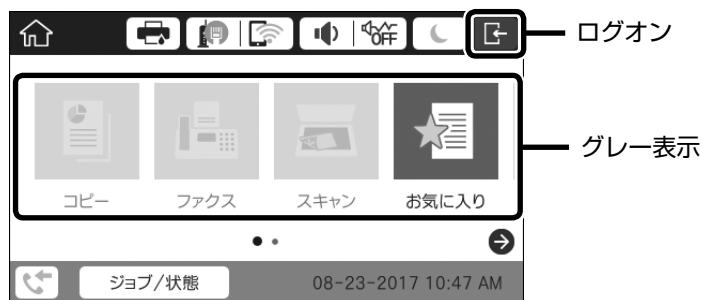 OFF
ログオン
グレー表示
コピー
ファクス
スキャン
お気に入り
ジョブ/状態
08-23-2017 10:47 AM